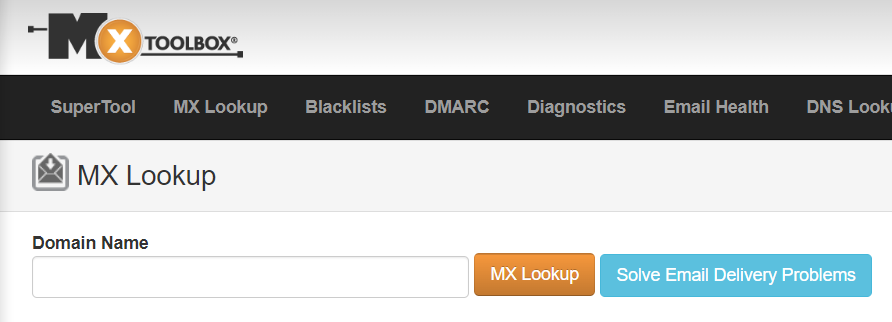 MX TOOLBOX®
SuperTool MX Lookup Blacklists DMARC Diagnostics Email Health DNS Look
MX Lookup
Domain Name
MX Lookup Solve Email Delivery Problems